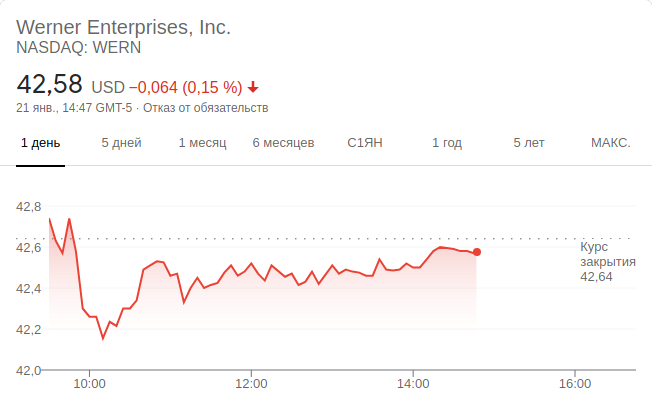 Werner Enterprises, Inc.
NASDAQ: WERN
42,58 USD −0,064 (0,15 %)
21 янв., 14:47 GMT-5 · Отказ от обязательств
1 день 5 дней 1 месяц 6 месяцев С1ЯН 1 год 5 лет МАКС.
42,8
42,6
42,4
42,2
42,0
Курс
закрытия
42,64
10:00 12:00 14:00 16:00